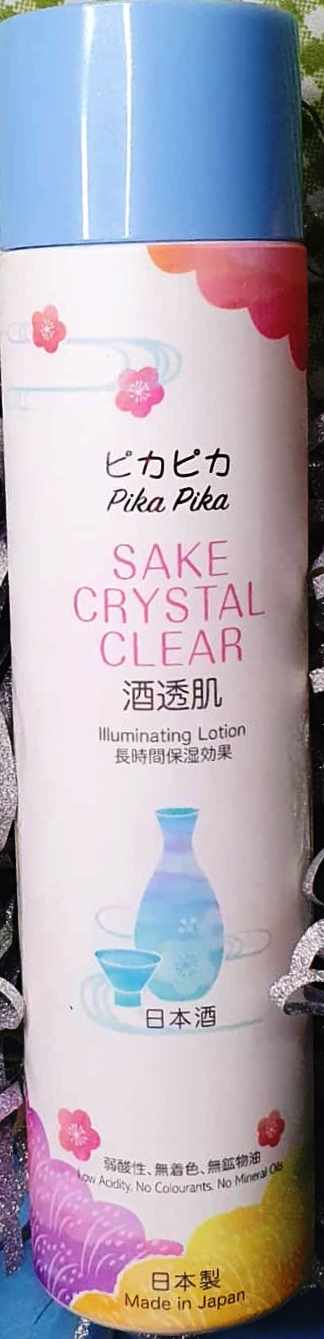 ピカピカ
Pika Pika
SAKE
CRYSTAL
CLEAR
酒透肌
Illuminating Lotion
長時間保湿効果
日本酒
弱酸性、無着色、無鉱物油
Low Acidity, No Colourants, No Mineral Oils
日本製
Made in Japan